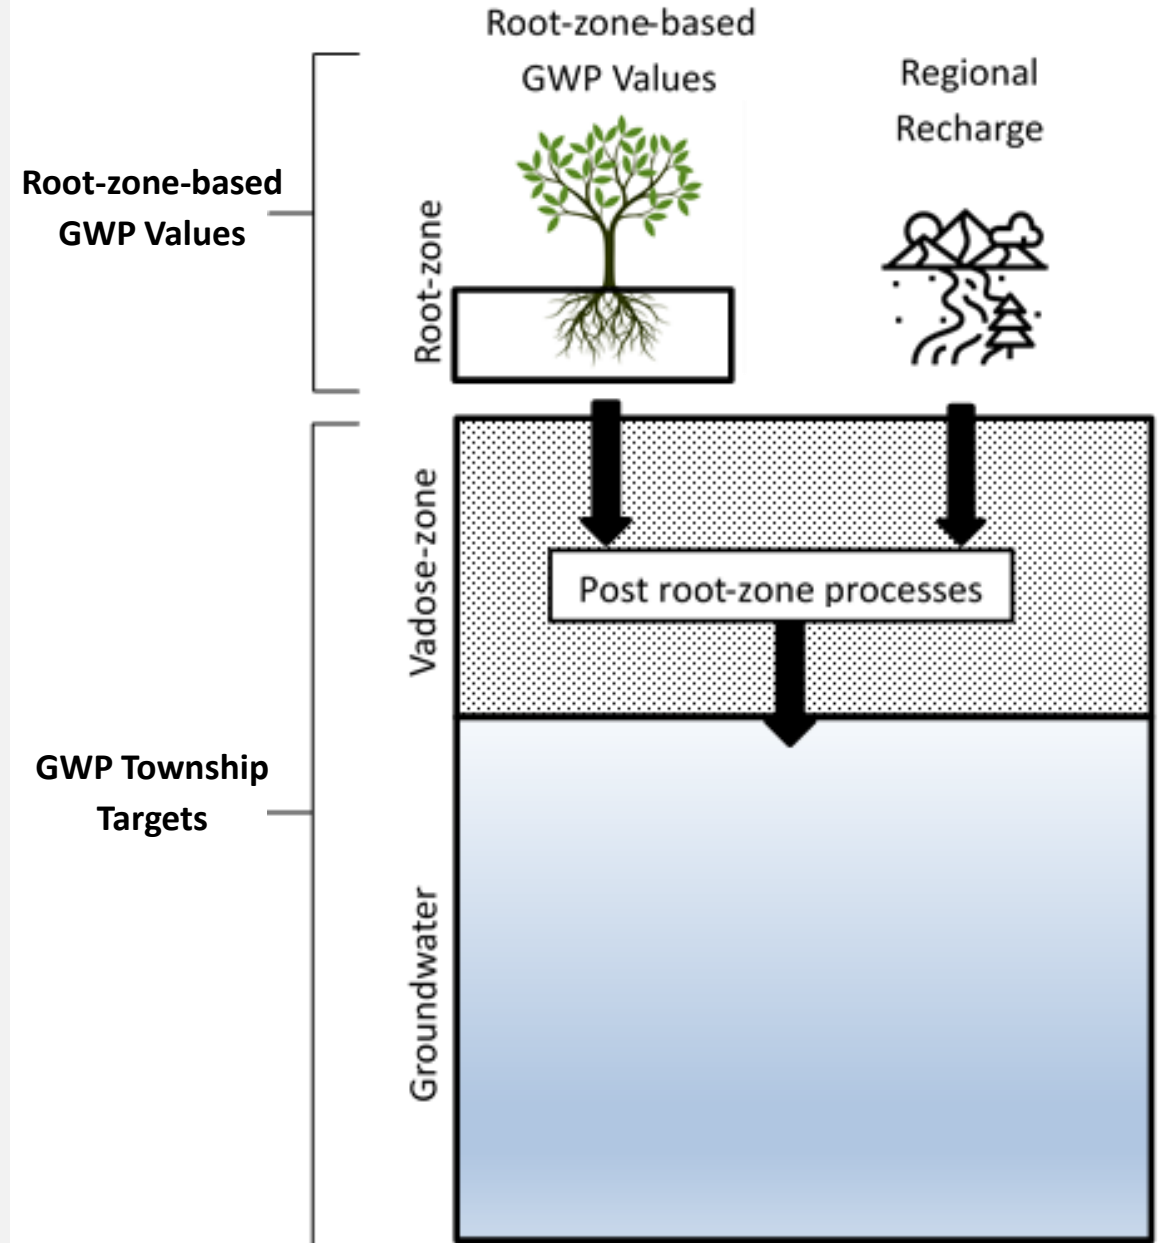 Root-zone-based
GWP Values
Regional
Recharge
Root-zone-based
GWP Values
Root-zone
Vadose-zone
Post root-zone processes
GWP Township
Targets
Groundwater